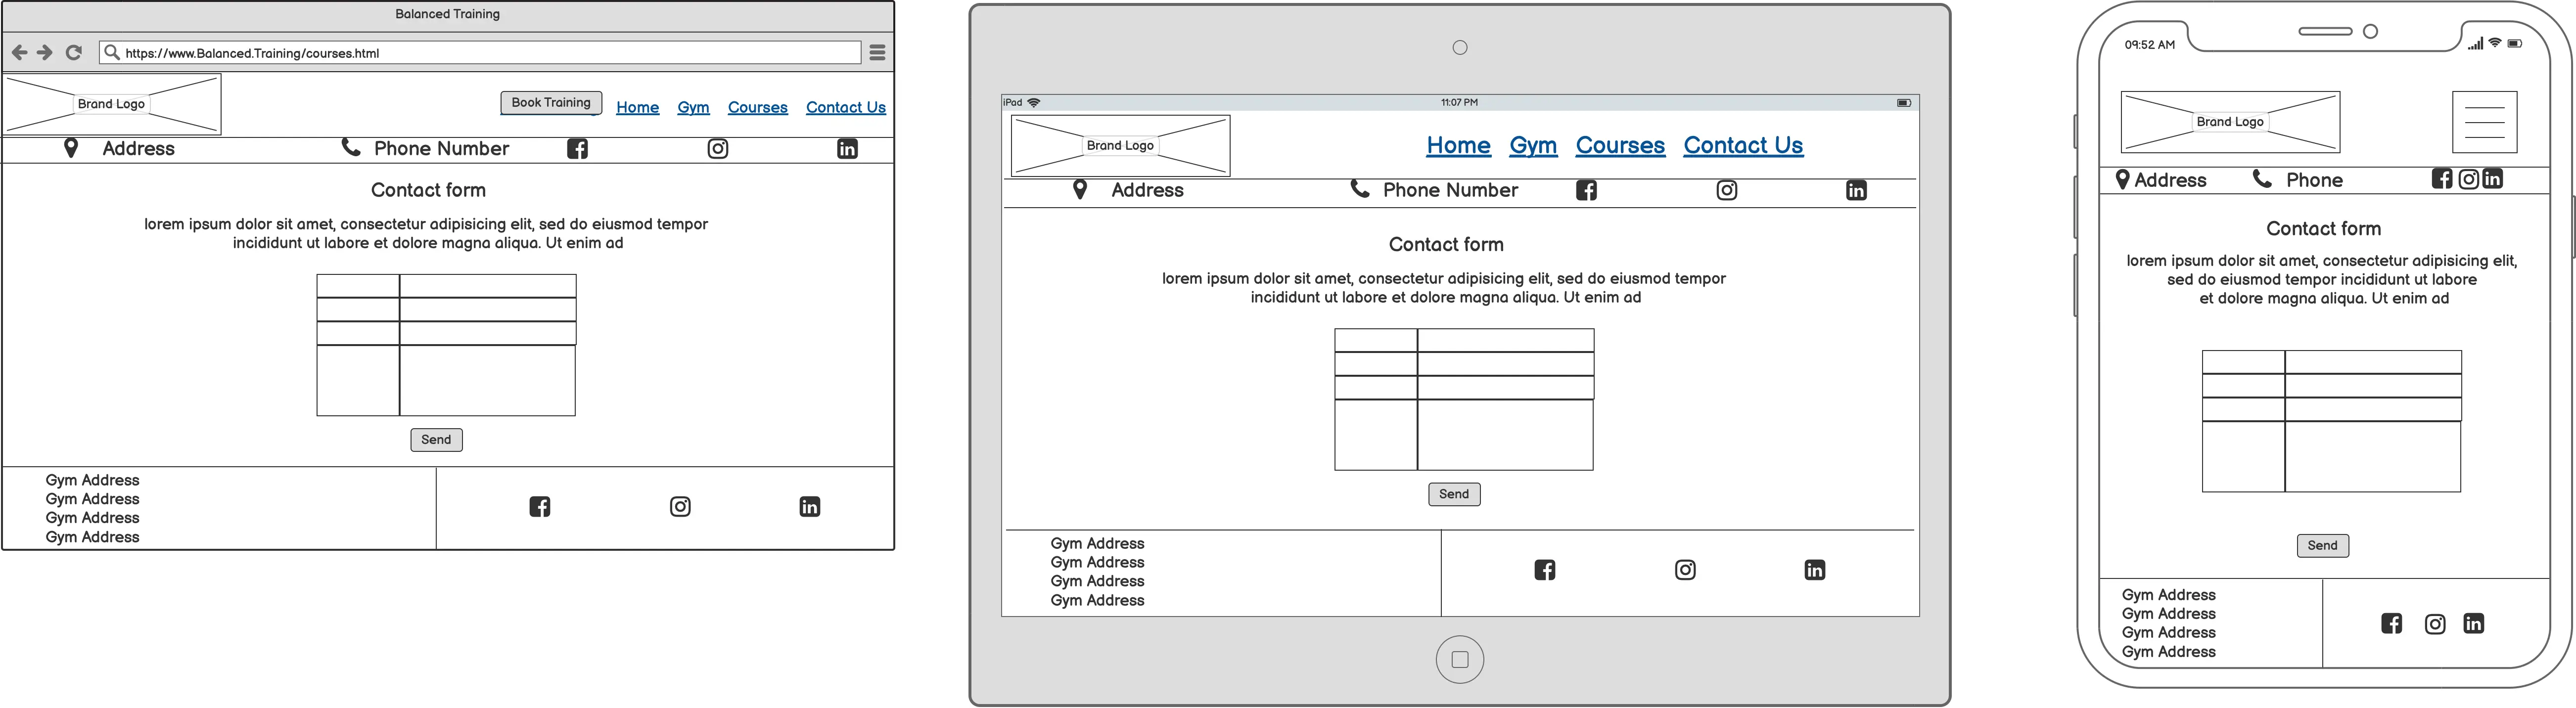 Balanced Training
https://www.Balanced.Training/courses.html
Brand Logo
Book Training Home Gym Courses Contact Us
Address Phone Number
Contact form
lorem ipsum dolor sit amet, consectetur adipisicing elit, sed do eiusmod tempor
incididunt ut labore et dolore magna aliqua. Ut enim ad
Send
Gym Address
Gym Address
Gym Address
Gym Address
iPad 11:07 PM
Brand Logo
Home Gym Courses Contact Us
Address Phone Number
Contact form
lorem ipsum dolor sit amet, consectetur adipisicing elit, sed do eiusmod tempor
incididunt ut labore et dolore magna aliqua. Ut enim ad
Send
Gym Address
Gym Address
Gym Address
Gym Address
09:52 AM
Brand Logo
Address Phone
Contact form
lorem ipsum dolor sit amet, consectetur adipisicing elit,
sed do eiusmod tempor incididunt ut labore
et dolore magna aliqua. Ut enim ad
Send
Gym Address
Gym Address
Gym Address
Gym Address